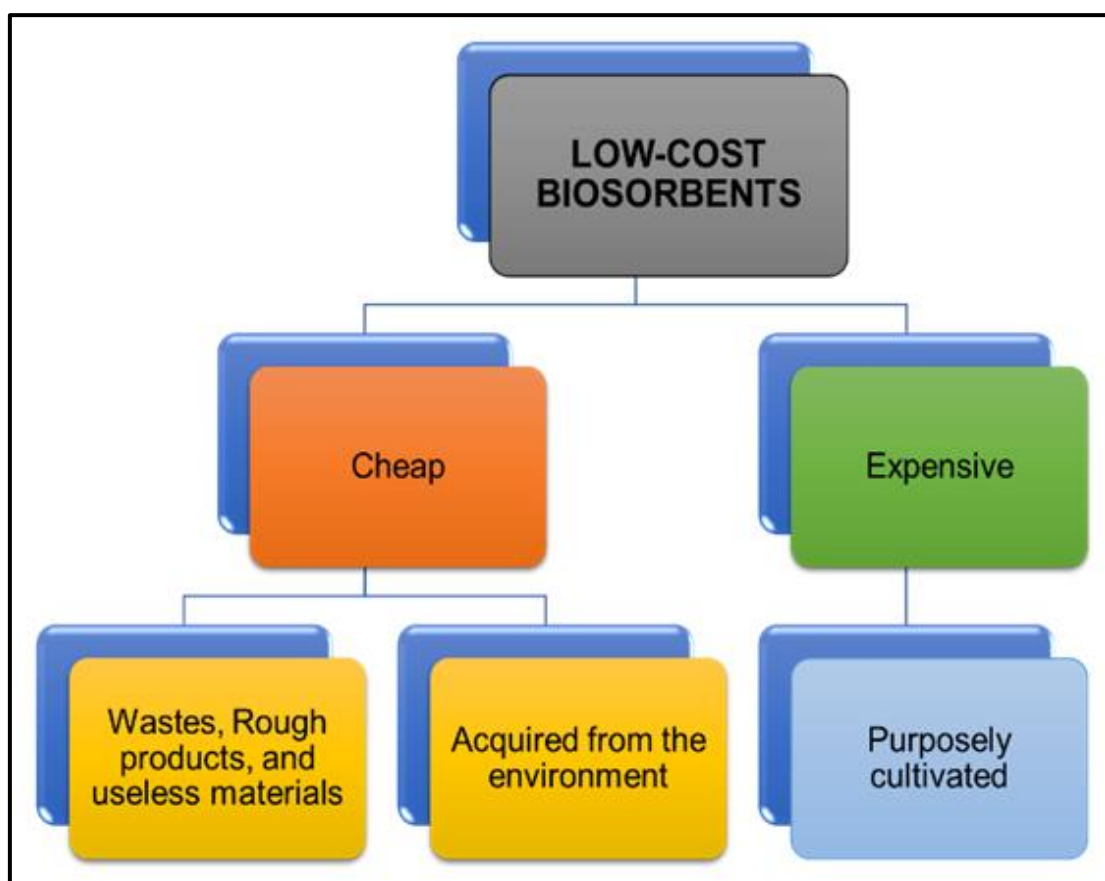 LOW-COST
BIOSORBENTS
Cheap
Expensive
Wastes, Rough
products, and
useless materials
Acquired from the
environment
Purposely
cultivated